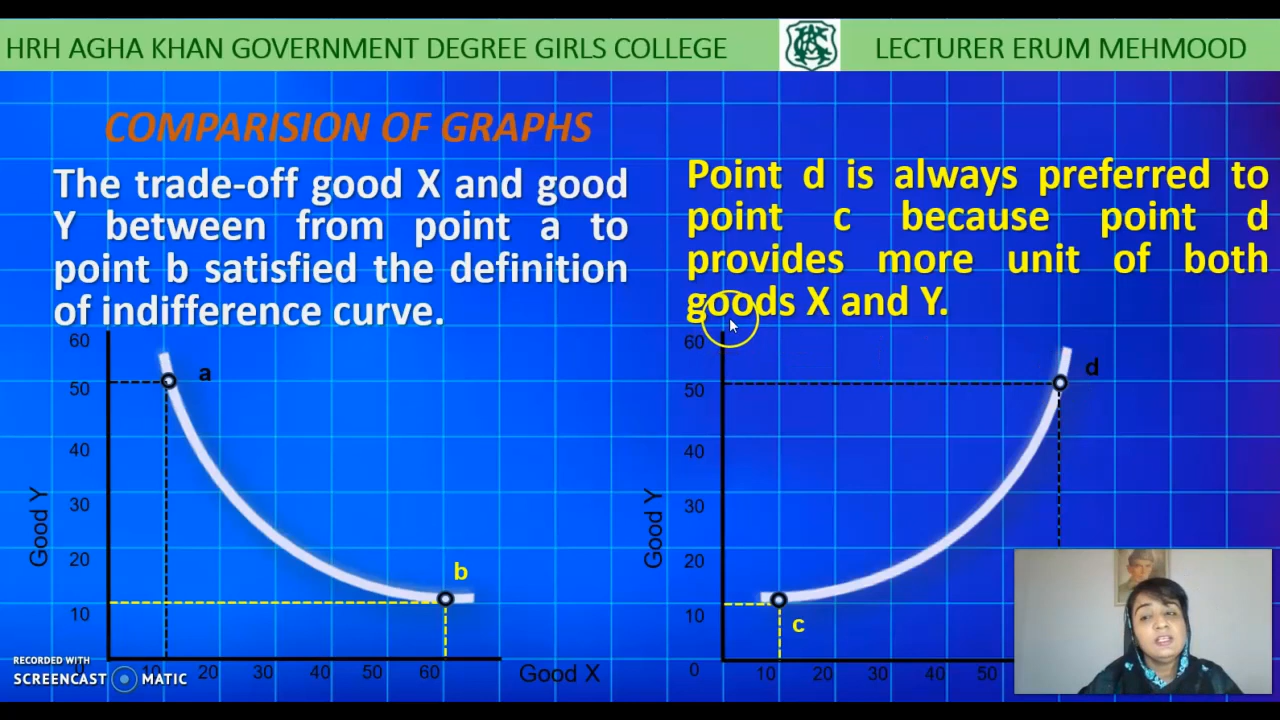 HRH AGHA KHAN GOVERNMENT DEGREE GIRLS COLLEGE
LECTURER ERUM MEHMOOD
COMPARISION OF GRAPHS
The trade-off good X and good
Y between from point a to
point b satisfied the definition
of indifference curve.
60
50
40
30
20
10
0
Good Y
a
b
10 20 30 40 50 60
Good X
Point d is always preferred to
point c because point d
provides more unit of both
goods X and Y.
60
50
40
30
20
10
0
Good Y
d
c
10 20 30 40 50
RECORDED WITH
SCREENCAST MATIC